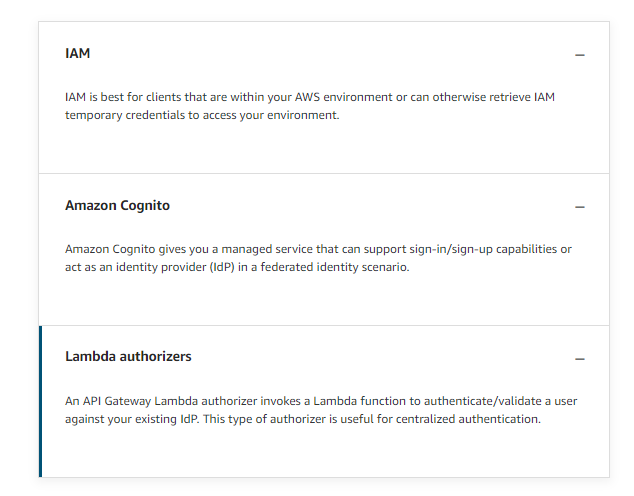 IAM
IAM is best for clients that are within your AWS environment or can otherwise retrieve IAM
temporary credentials to access your environment.
Amazon Cognito
Amazon Cognito gives you a managed service that can support sign-in/sign-up capabilities or
act as an identity provider (IdP) in a federated identity scenario.
Lambda authorizers
An API Gateway Lambda authorizer invokes a Lambda function to authenticate/validate a user
against your existing IdP. This type of authorizer is useful for centralized authentication.